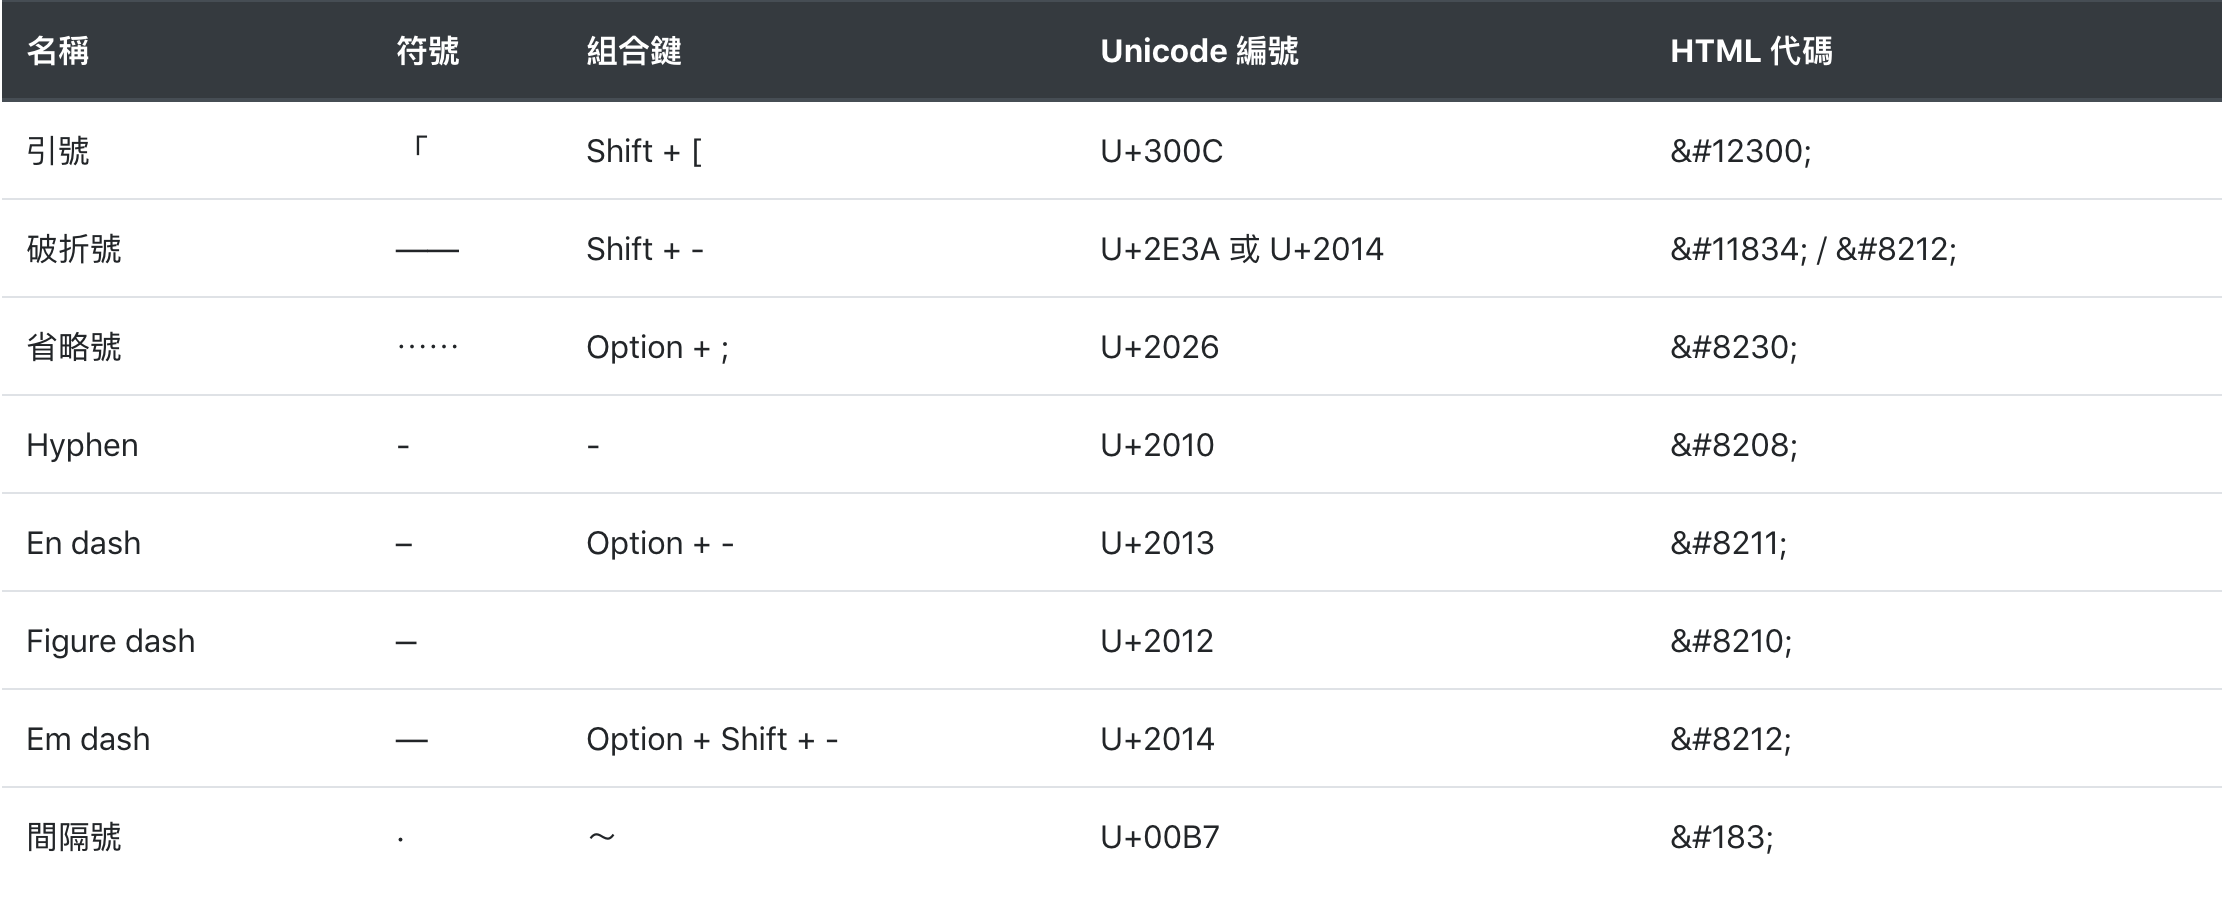 名稱 符號 組合鍵 Unicode 編號 HTML 代碼
引號 「 Shift + [ U+300C &#12300;
破折號 —— Shift + - U+2E3A 或 U+2014 &#11834; / &#8212;
省略號 …… Option + ; U+2026 &#8230;
Hyphen - - U+2010 &#8208;
En dash – Option + - U+2013 &#8211;
Figure dash ‒ U+2012 &#8210;
Em dash — Option + Shift + - U+2014 &#8212;
間隔號 · ～ U+00B7 &#183;